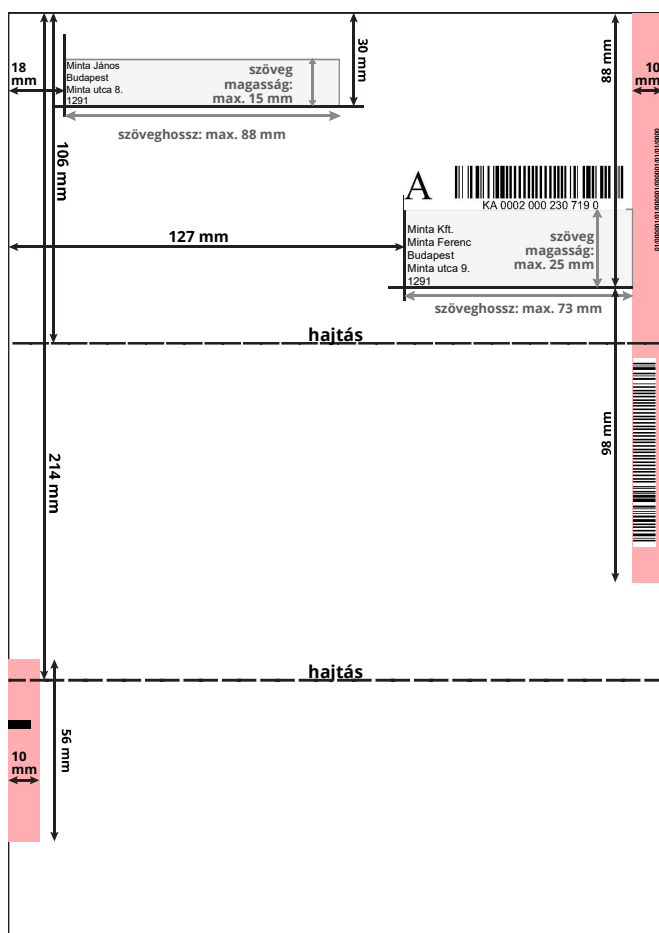 18
mm
Minta János
Budapest
Minta utca 8.
1291
szöveg
magasság:
max. 15 mm
30 mm
88 mm
10
mm
szöveghossz: max. 88 mm
106 mm
A
KA 0002 000 230 719 0
127 mm
Minta Kft.
Minta Ferenc
Budapest
Minta utca 9.
1291
szöveg
magasság:
max. 25 mm
szöveghossz: max. 73 mm
hajtás
98 mm
214 mm
hajtás
56 mm
10
mm